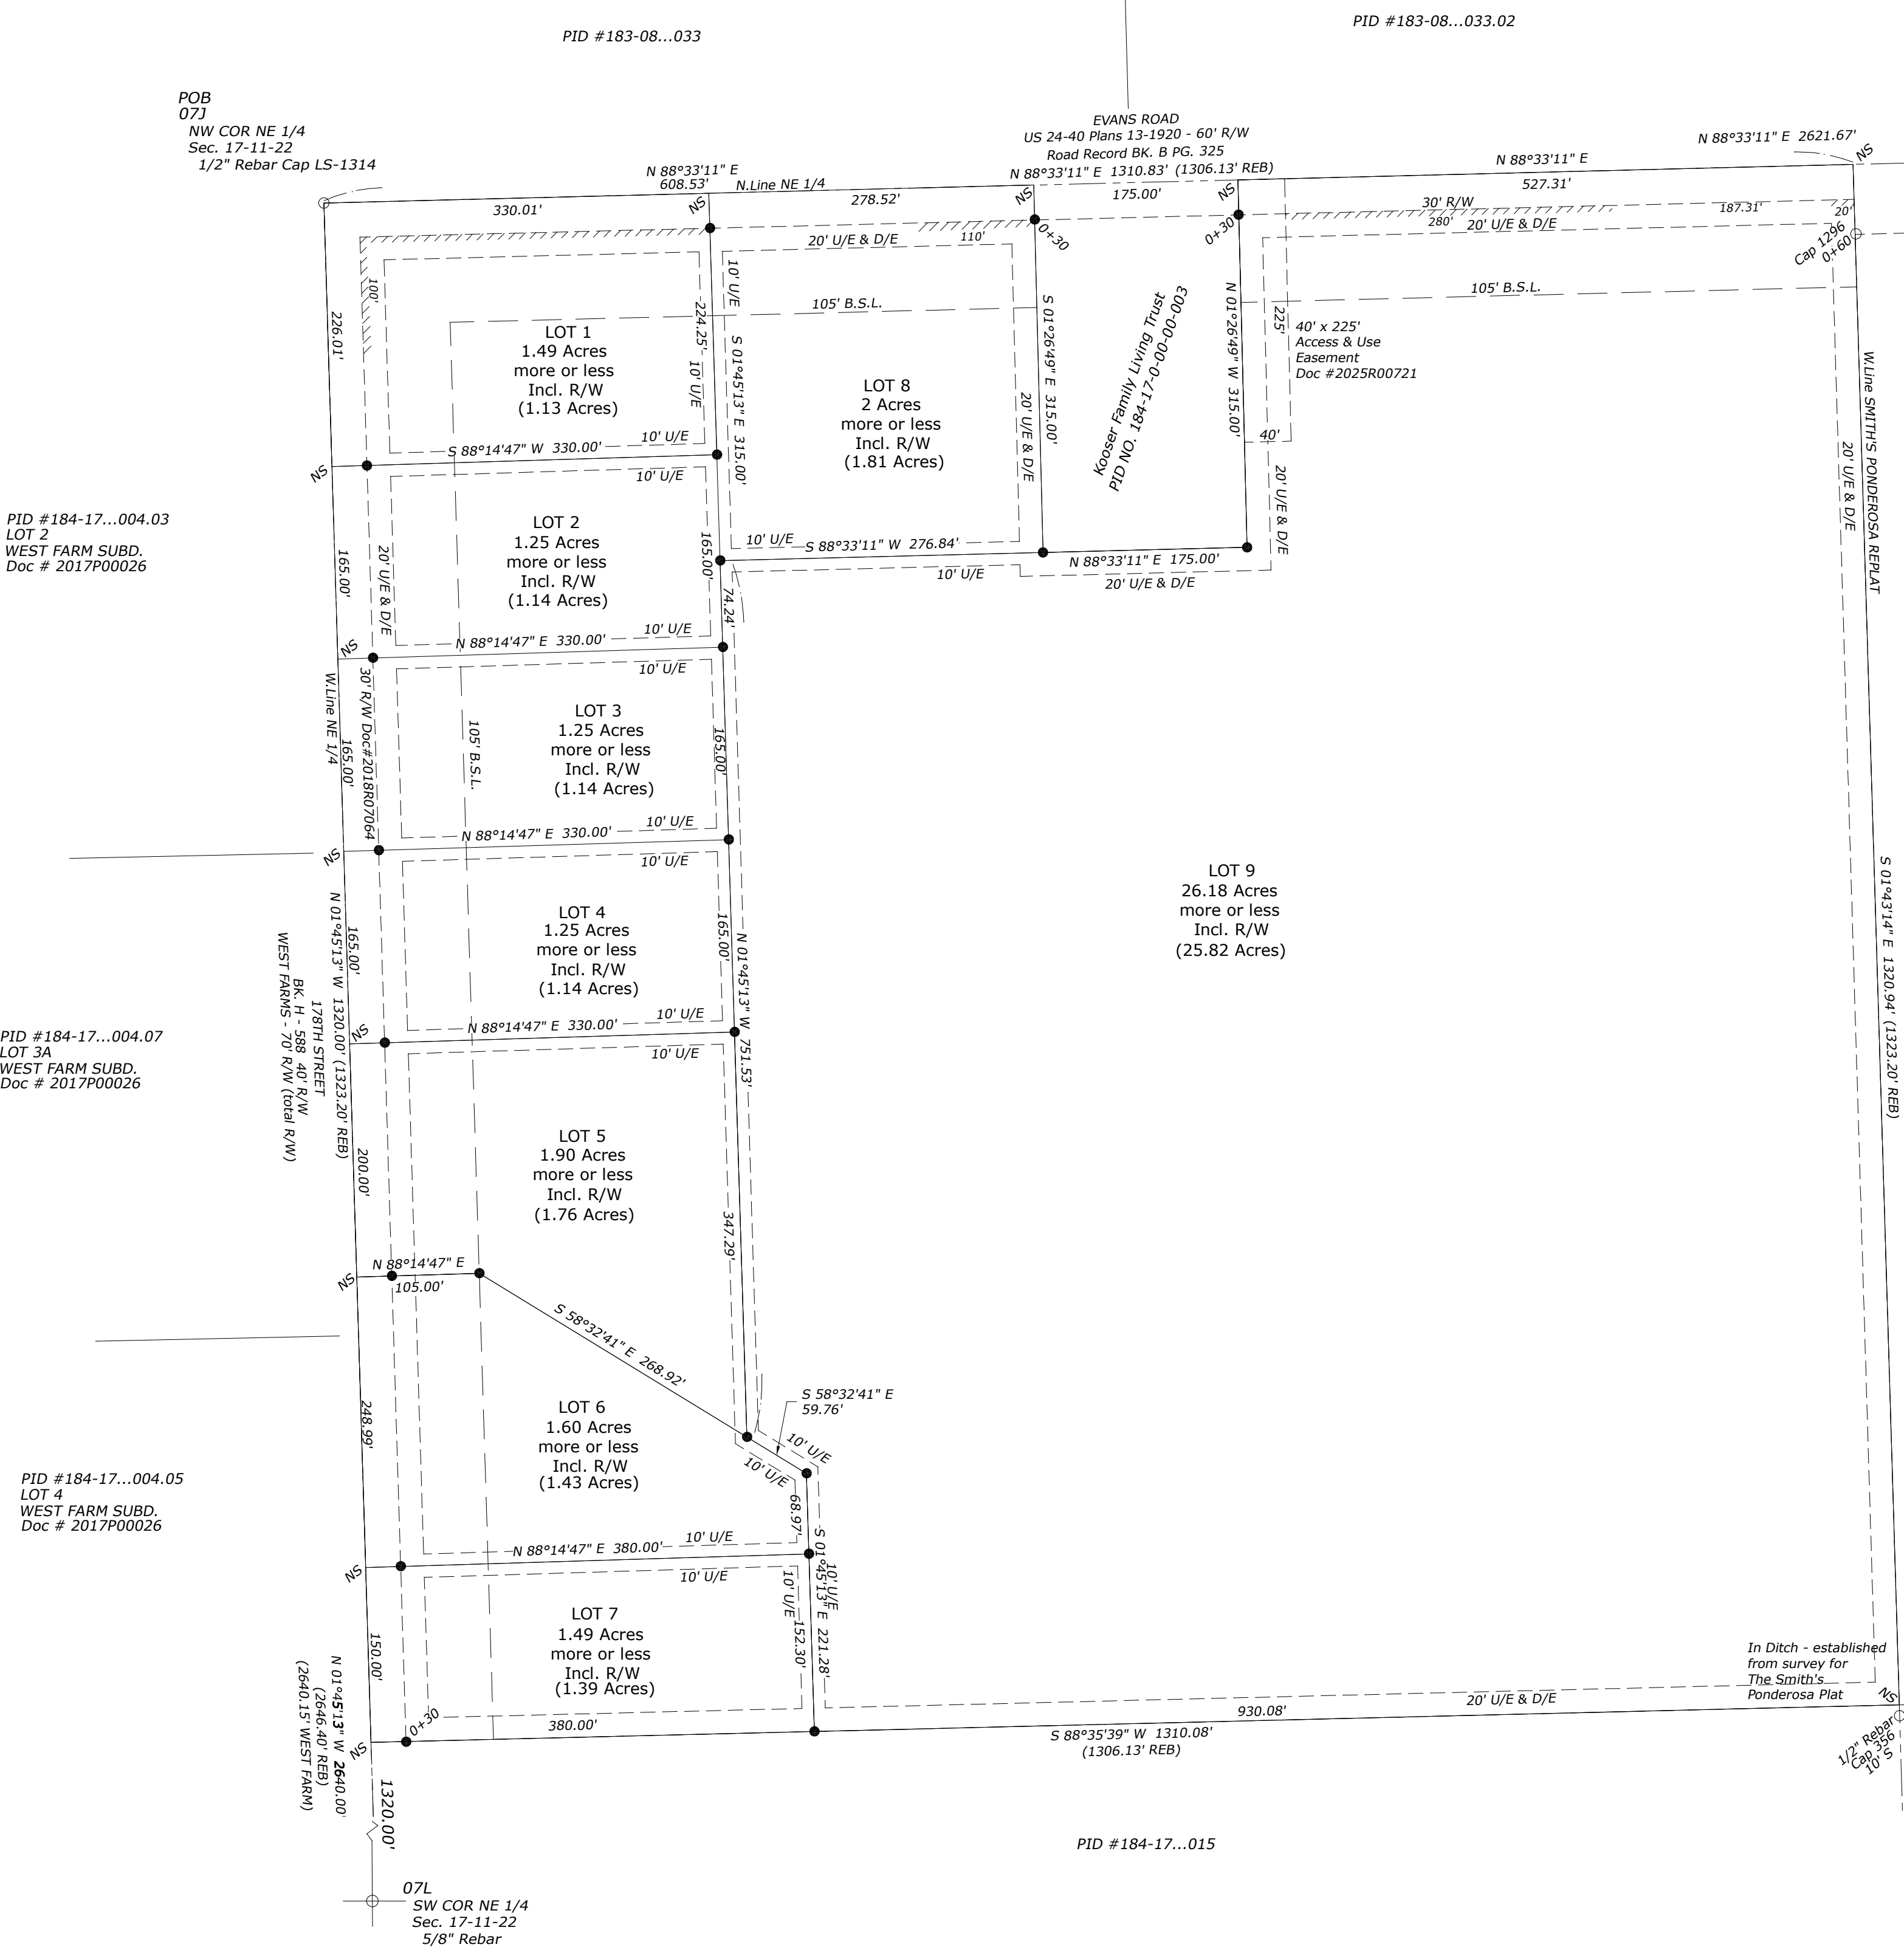 PID #183-08...033
PID #183-08...033.02
POB
07J
NW COR NE 1/4
Sec. 17-11-22
1/2" Rebar Cap LS-1314
EVANS ROAD
US 24-40 Plans 13-1920 - 60' R/W
Road Record BK. B PG. 325
N 88°33'11" E 1310.83' (1306.13' REB)
N 88°33'11" E 2621.67'
NS
N 88°33'11" E
608.53'
N.Line NE 1/4
N 88°33'11" E
527.31'
330.01'
NS
278.52'
NS
175.00'
NS
30' R/W
187.31'
20'
280'
20' U/E & D/E
Cap 1296
0+60
20' U/E & D/E
110'
0+30
0+30
100'
226.01'
224.25'
10' U/E
10' U/E
105' B.S.L.
105' B.S.L.
LOT 1
1.49 Acres
more or less
Incl. R/W
(1.13 Acres)
S 01°45'13" E 315.00'
LOT 8
2 Acres
more or less
Incl. R/W
(1.81 Acres)
20' U/E & D/E
S 01°26'49" E 315.00'
Kooser Family Living Trust
PID NO. 184-17-0-00-00-003
N 01°26'49" W 315.00'
225'
40' x 225'
Access & Use
Easement
Doc #2025R00721
40'
20' U/E & D/E
W.Line SMITH'S PONDEROSA REPLAT
20' U/E & D/E
10' U/E
S 88°14'47" W 330.00'
NS
10' U/E
PID #184-17...004.03
LOT 2
WEST FARM SUBD.
Doc # 2017P00026
165.00'
20' U/E & D/E
LOT 2
1.25 Acres
more or less
Incl. R/W
(1.14 Acres)
165.00'
10' U/E
S 88°33'11" W 276.84'
N 88°33'11" E 175.00'
10' U/E
20' U/E & D/E
74.24'
10' U/E
N 88°14'47" E 330.00'
NS
10' U/E
W.Line NE 1/4
165.00'
30' R/W Doc#2018R07064
105' B.S.L.
LOT 3
1.25 Acres
more or less
Incl. R/W
(1.14 Acres)
165.00'
10' U/E
N 88°14'47" E 330.00'
NS
10' U/E
LOT 4
1.25 Acres
more or less
Incl. R/W
(1.14 Acres)
165.00'
165.00'
N 01°45'13" W 751.53'
LOT 9
26.18 Acres
more or less
Incl. R/W
(25.82 Acres)
S 01°43'14" E 1320.94' (1323.20' REB)
N 01°45'13" W 1320.00' (1323.20' REB)
178TH STREET
BK. H - 588 40' R/W
WEST FARMS - 70' R/W (total R/W)
10' U/E
N 88°14'47" E 330.00'
NS
10' U/E
PID #184-17...004.07
LOT 3A
WEST FARM SUBD.
Doc # 2017P00026
200.00'
LOT 5
1.90 Acres
more or less
Incl. R/W
(1.76 Acres)
347.29'
N 88°14'47" E
105.00'
NS
S 58°32'41" E 268.92'
S 58°32'41" E
59.76'
248.99'
LOT 6
1.60 Acres
more or less
Incl. R/W
(1.43 Acres)
10' U/E
10' U/E
68.97'
PID #184-17...004.05
LOT 4
WEST FARM SUBD.
Doc # 2017P00026
10' U/E
N 88°14'47" E 380.00'
NS
10' U/E
10' U/E
152.30'
S 01°45'13" E 221.28'
10' U/E
150.00'
LOT 7
1.49 Acres
more or less
Incl. R/W
(1.39 Acres)
In Ditch - established
from survey for
The Smith's
Ponderosa Plat
0+30
NS
380.00'
20' U/E & D/E
930.08'
S 88°35'39" W 1310.08'
(1306.13' REB)
NS
1/2" Rebar
Cap 356
10' S
N 01°45'13" W 2640.00'
(2646.40' REB)
(2640.15' WEST FARM)
1320.00'
PID #184-17...015
07L
SW COR NE 1/4
Sec. 17-11-22
5/8" Rebar